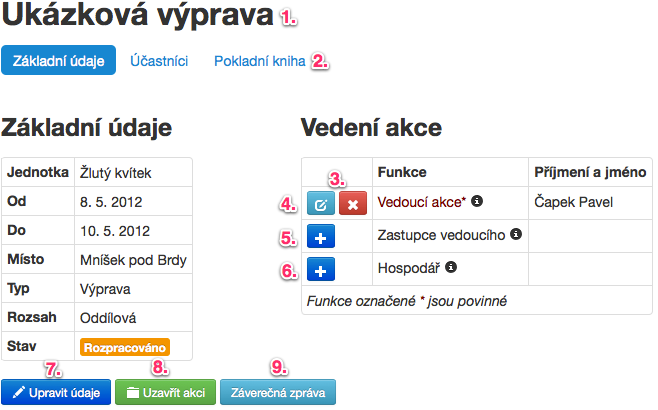 Ukázková výprava 1.
Základní údaje Účastníci Pokladní kniha 2.
Základní údaje
Jednotka Žlutý kvítek
Od 8. 5. 2012
Do 10. 5. 2012
Místo Mníšek pod Brdy
Typ Výprava
Rozsah Oddílová
Stav Rozpracováno
Vedení akce
Funkce Příjmení a jméno
3.
4. Vedoucí akce* Čapek Pavel
5. Zastupce vedoucího
6. Hospodář
Funkce označené * jsou povinné
7. 8. 9.
Upravit údaje Uzavřít akci Záverečná zpráva